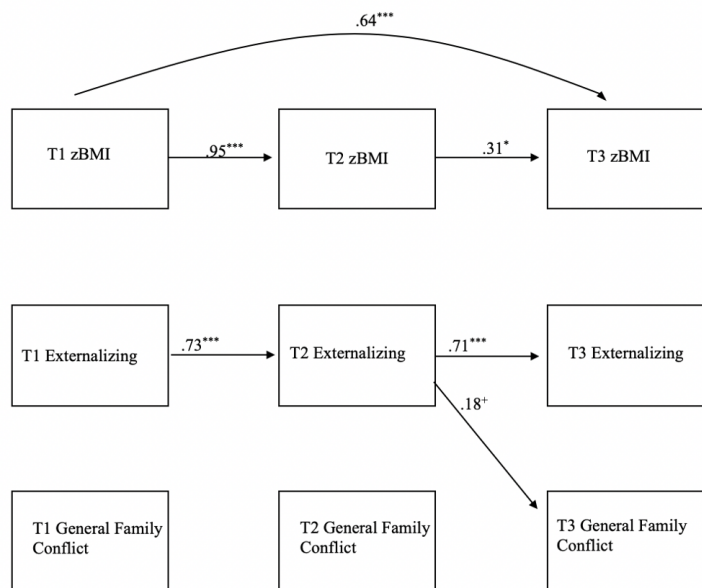 .64***
T1 zBMI
.95***
T2 zBMI
.31*
T3 zBMI
T1 Externalizing
.73***
T2 Externalizing
.71***
T3 Externalizing
.18+
T1 General Family
Conflict
T2 General Family
Conflict
T3 General Family
Conflict